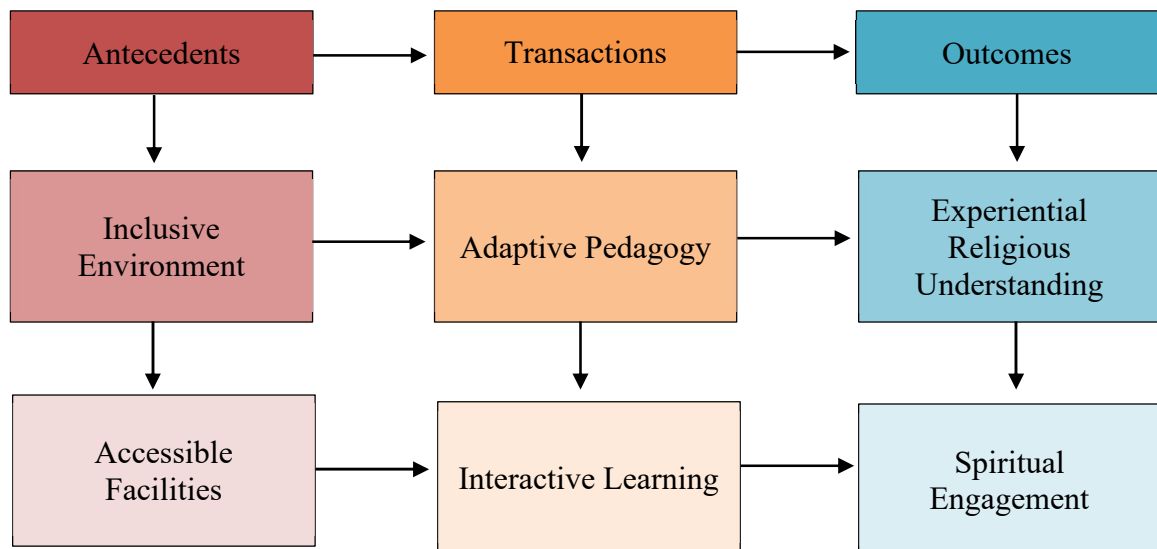 Antecedents
Transactions
Outcomes
Inclusive
Environment
Adaptive Pedagogy
Experiential
Religious
Understanding
Accessible
Facilities
Interactive Learning
Spiritual
Engagement